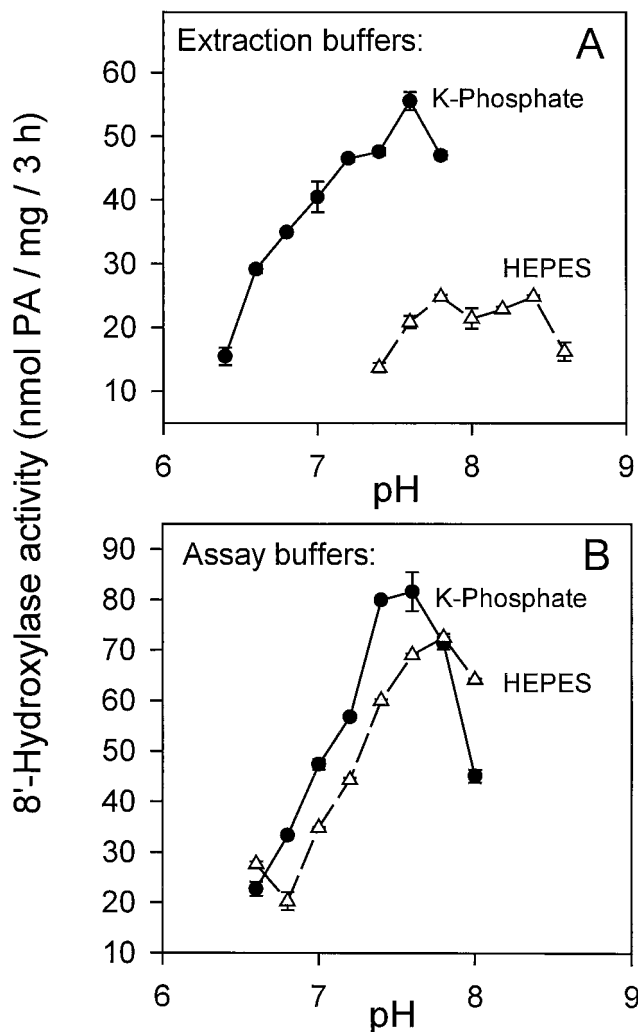 8'-Hydroxylase activity (nmol PA / mg / 3 h)
Extraction buffers:
A
K-Phosphate
HEPES
60
50
40
30
20
10
6
7
8
9
pH
Assay buffers:
B
K-Phosphate
HEPES
90
80
70
60
50
40
30
20
10
6
7
8
9
pH